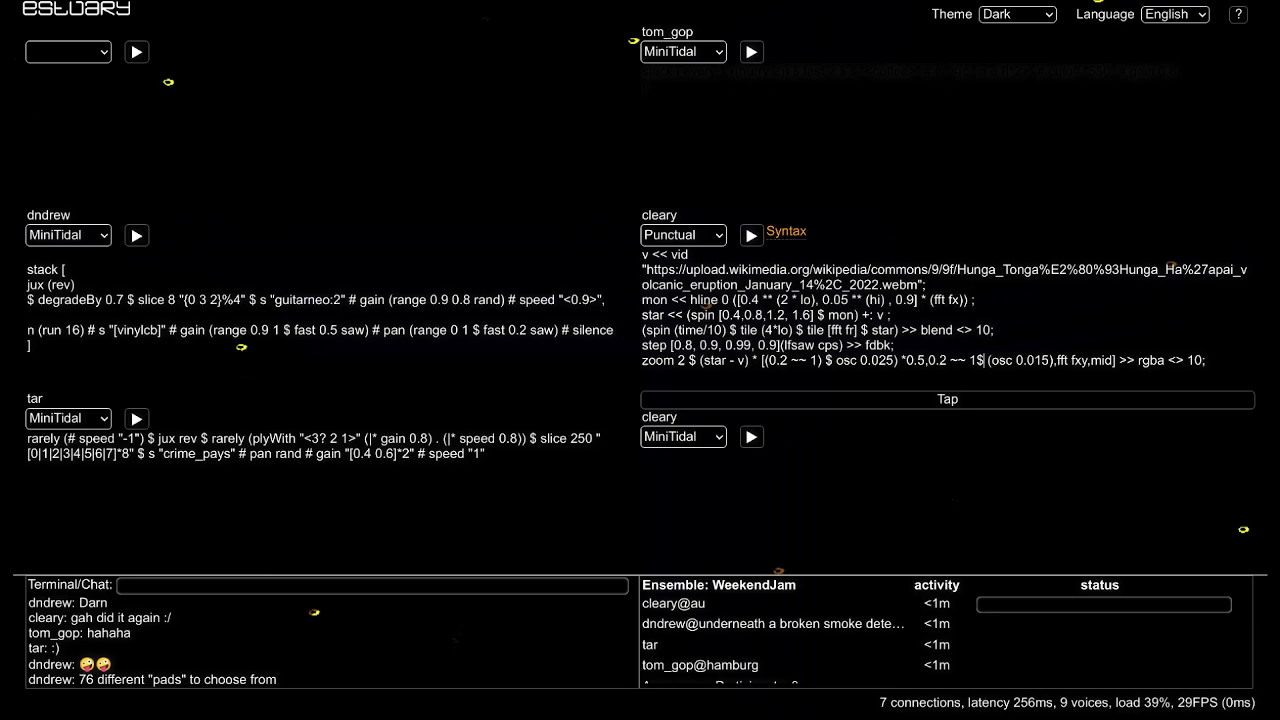 estuary
Theme Dark Language English ?
tom_gop
MiniTidal
dndrew
MiniTidal
stack [
jux (rev)
$ degradeBy 0.7 $ slice 8 "{0 3 2}%4" $ s "guitarneo:2" # gain (range 0.9 0.8 rand) # speed "<0.9>",
n (run 16) # s "[vinylcb]" # gain (range 0.9 1 $ fast 0.5 saw) # pan (range 0 1 $ fast 0.2 saw) # silence
]
cleary
Punctual Syntax
v << vid
"https://upload.wikimedia.org/wikipedia/commons/9/9f/Hunga_Tonga%E2%80%93Hunga_Ha%27apai_v
olcanic_eruption_January_14%2C_2022.webm";
mon << hline 0 ([0.4 ** (2 * lo), 0.05 ** (hi) , 0.9] * (fft fx)) ;
star << (spin [0.4,0.8,1.2, 1.6] $ mon) +: v ;
(spin (time/10) $ tile (4*lo) $ tile [fft fr] $ star) >> blend <> 10;
step [0.8, 0.9, 0.99, 0.9](lfsaw cps) >> fdbk;
zoom 2 $ (star - v) * [(0.2 ~~ 1) $ osc 0.025) *0.5,0.2 ~~ 1$ (osc 0.015),fft fxy,mid] >> rgba <> 10;
tar
MiniTidal
rarely (# speed "-1") $ jux rev $ rarely (plyWith "<3? 2 1>" (|* gain 0.8) . (|* speed 0.8)) $ slice 250 "
[0|1|2|3|4|5|6|7]*8" $ s "crime_pays" # pan rand # gain "[0.4 0.6]*2" # speed "1"
Tap
cleary
MiniTidal
Terminal/Chat:
dndrew: Darn
cleary: gah did it again :/
tom_gop: hahaha
tar: :)
dndrew: 🤪🤪
dndrew: 76 different "pads" to choose from
Ensemble: WeekendJam activity status
cleary@au <1m
dndrew@underneath a broken smoke dete… <1m
tar <1m
tom_gop@hamburg <1m
7 connections, latency 256ms, 9 voices, load 39%, 29FPS (0ms)